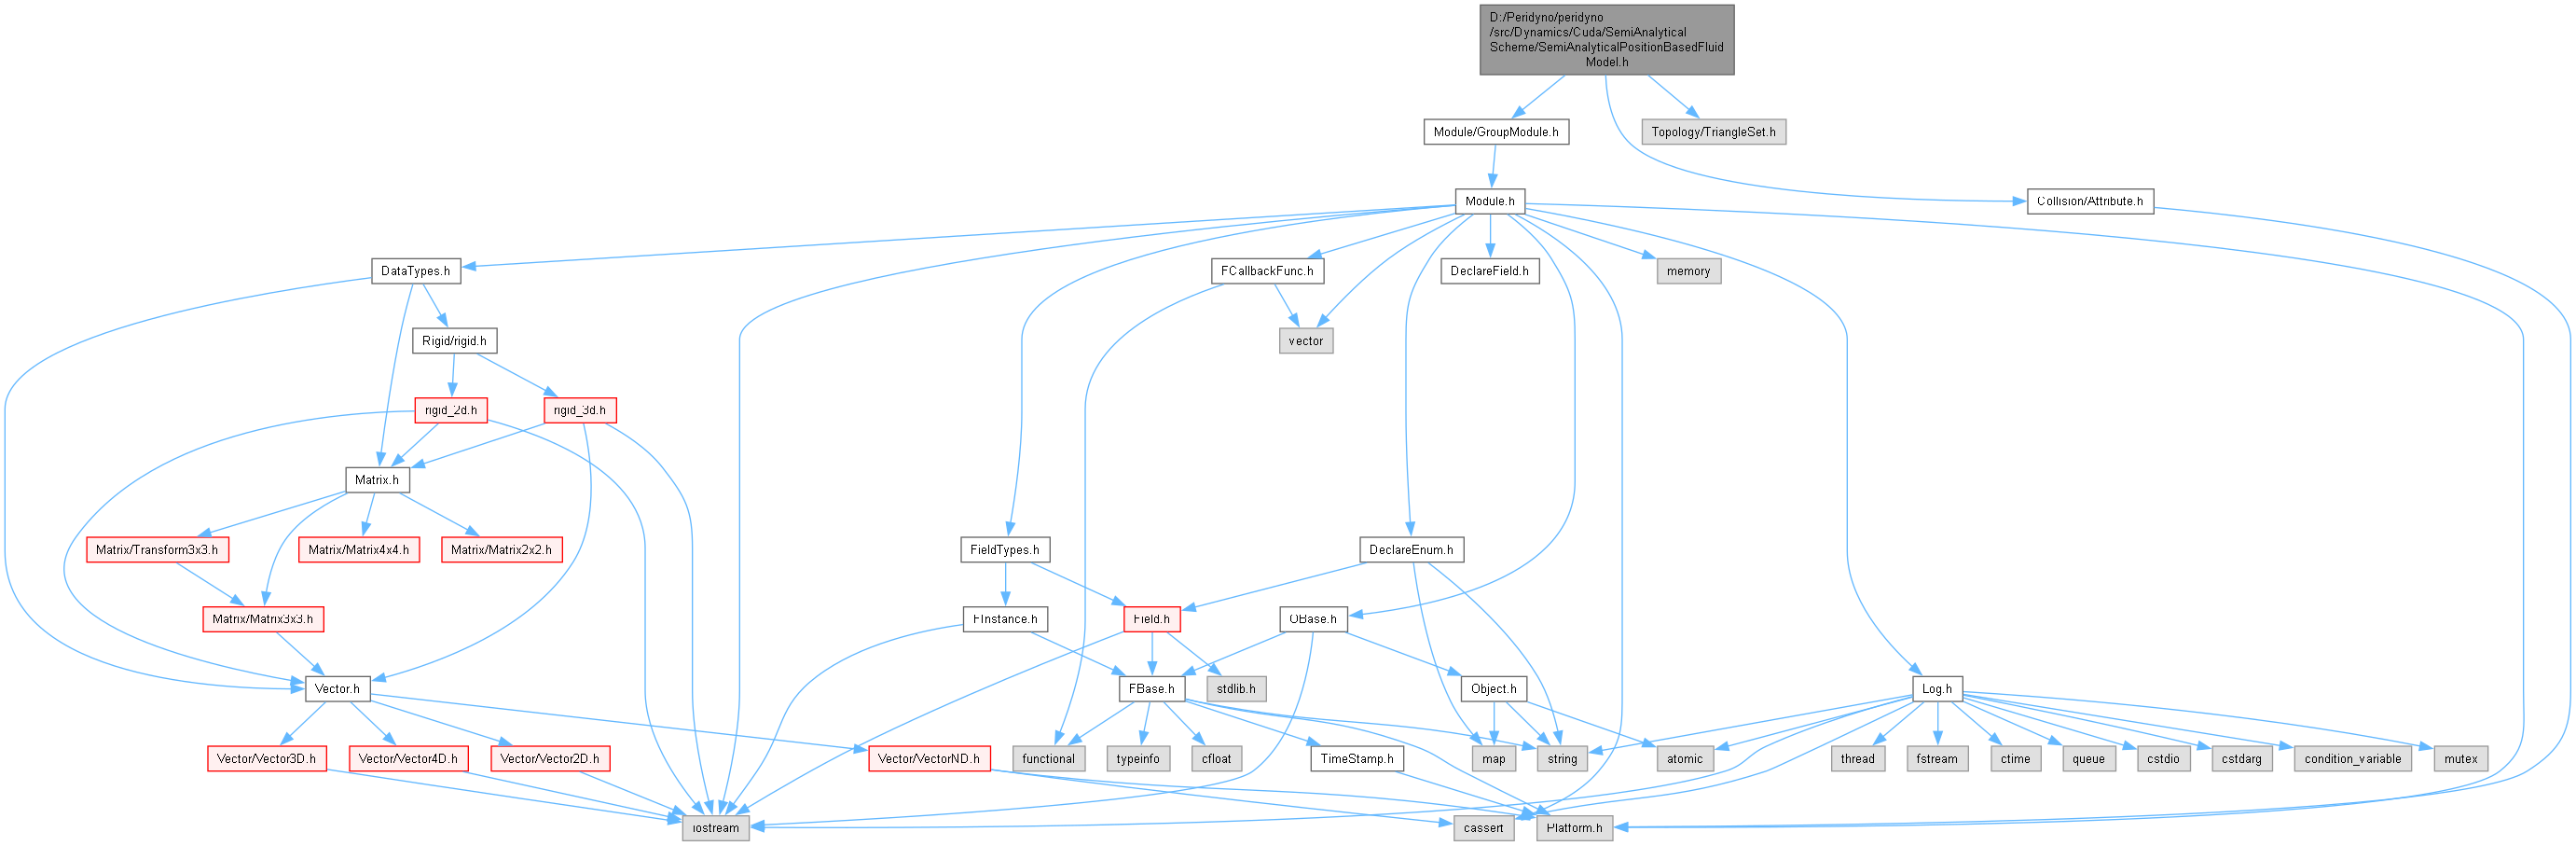 D:/Peridyno/peridyno
/src/Dynamics/Cuda/SemiAnalytical
Scheme/SemiAnalyticalPositionBasedFluid
Model.h
Module/GroupModule.h
Topology/TriangleSet.h
Module.h
Collision/Attribute.h
DataTypes.h
FCallbackFunc.h
DeclareField.h
memory
Rigid/rigid.h
vector
rigid_2d.h
rigid_3d.h
Matrix.h
Matrix/Transform3x3.h
Matrix/Matrix4x4.h
Matrix/Matrix2x2.h
FieldTypes.h
DeclareEnum.h
Matrix/Matrix3x3.h
FInstance.h
Field.h
OBase.h
Vector.h
FBase.h
stdlib.h
Object.h
Log.h
Vector/Vector3D.h
Vector/Vector4D.h
Vector/Vector2D.h
Vector/VectorND.h
functional
typeinfo
cfloat
TimeStamp.h
map
string
atomic
thread
fstream
ctime
queue
cstdio
cstdarg
condition_variable
mutex
iostream
cassert
Platform.h